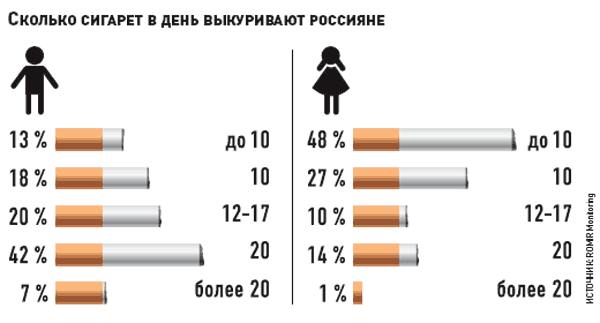 Сколько сигарет в день выкуривают россияне
13 % до 10
18 % 10
20 % 12–17
42 % 20
7 % более 20
48 % до 10
27 % 10
10 % 12–17
14 % 20
1 % более 20
ИСТОЧНИК: ROMIR Monitoring